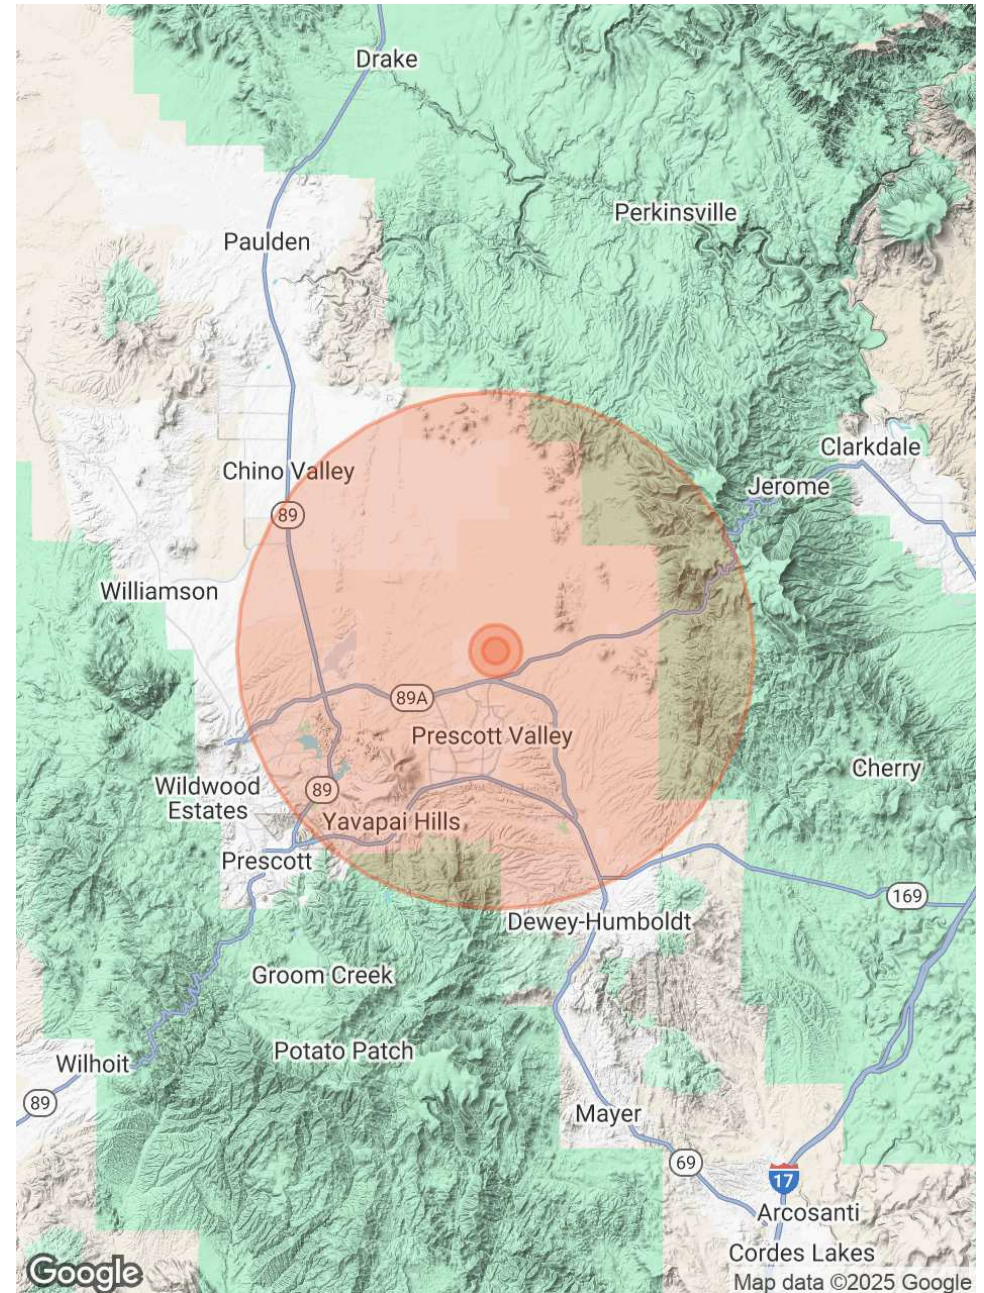 Drake
Perkinsville
Paulden
Clarkdale
Chino Valley
Jerome
89
Williamson
89A
Prescott Valley
Cherry
Wildwood
Estates
89
Yavapai Hills
Prescott
169
Dewey-Humboldt
Groom Creek
Potato Patch
Wilhoit
89
Mayer
69
17
Arcosanti
Cordes Lakes
Google
Map data ©2025 Google